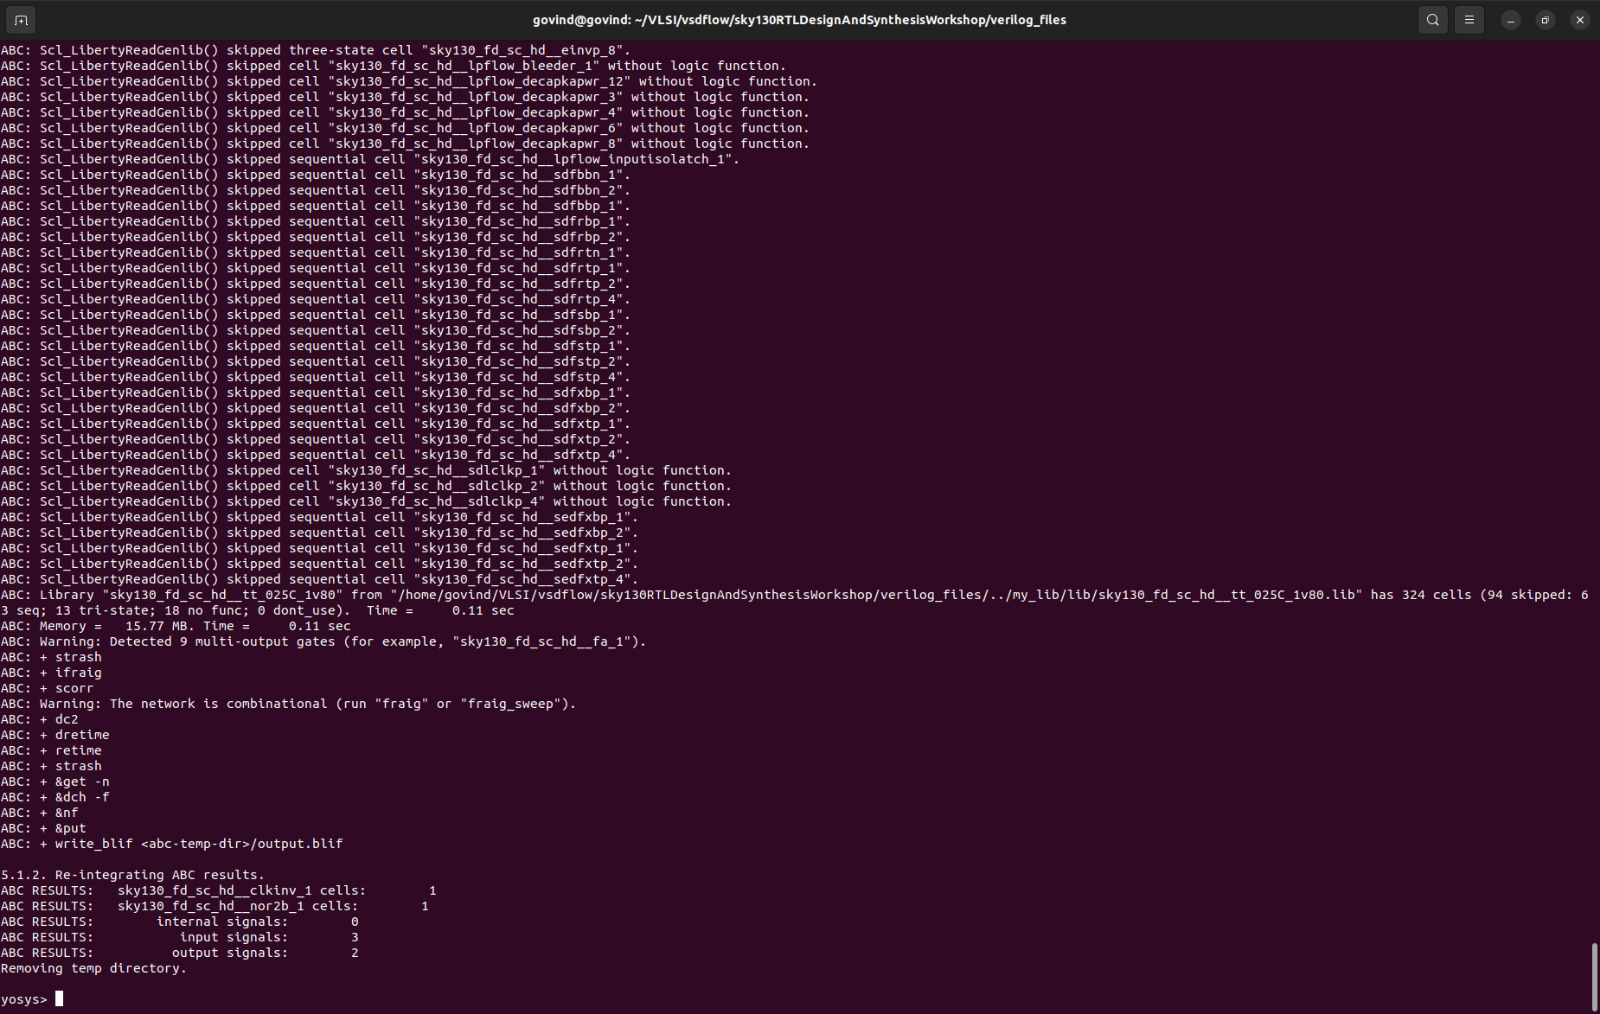 govind@govind: ~/VLSI/vsdflow/sky130RTLDesignAndSynthesisWorkshop/verilog_files
ABC: Scl_LibertyReadGenlib() skipped three-state cell "sky130_fd_sc_hd__einvp_8".
ABC: Scl_LibertyReadGenlib() skipped cell "sky130_fd_sc_hd__lpflow_bleeder_1" without logic function.
ABC: Scl_LibertyReadGenlib() skipped cell "sky130_fd_sc_hd__lpflow_decapkapwr_12" without logic function.
ABC: Scl_LibertyReadGenlib() skipped cell "sky130_fd_sc_hd__lpflow_decapkapwr_3" without logic function.
ABC: Scl_LibertyReadGenlib() skipped cell "sky130_fd_sc_hd__lpflow_decapkapwr_4" without logic function.
ABC: Scl_LibertyReadGenlib() skipped cell "sky130_fd_sc_hd__lpflow_decapkapwr_6" without logic function.
ABC: Scl_LibertyReadGenlib() skipped cell "sky130_fd_sc_hd__lpflow_decapkapwr_8" without logic function.
ABC: Scl_LibertyReadGenlib() skipped sequential cell "sky130_fd_sc_hd__lpflow_inputisolatch_1".
ABC: Scl_LibertyReadGenlib() skipped sequential cell "sky130_fd_sc_hd__sdfbbn_1".
ABC: Scl_LibertyReadGenlib() skipped sequential cell "sky130_fd_sc_hd__sdfbbn_2".
ABC: Scl_LibertyReadGenlib() skipped sequential cell "sky130_fd_sc_hd__sdfbbp_1".
ABC: Scl_LibertyReadGenlib() skipped sequential cell "sky130_fd_sc_hd__sdfrbp_1".
ABC: Scl_LibertyReadGenlib() skipped sequential cell "sky130_fd_sc_hd__sdfrbp_2".
ABC: Scl_LibertyReadGenlib() skipped sequential cell "sky130_fd_sc_hd__sdfrtn_1".
ABC: Scl_LibertyReadGenlib() skipped sequential cell "sky130_fd_sc_hd__sdfrtp_1".
ABC: Scl_LibertyReadGenlib() skipped sequential cell "sky130_fd_sc_hd__sdfrtp_2".
ABC: Scl_LibertyReadGenlib() skipped sequential cell "sky130_fd_sc_hd__sdfrtp_4".
ABC: Scl_LibertyReadGenlib() skipped sequential cell "sky130_fd_sc_hd__sdfsbp_1".
ABC: Scl_LibertyReadGenlib() skipped sequential cell "sky130_fd_sc_hd__sdfsbp_2".
ABC: Scl_LibertyReadGenlib() skipped sequential cell "sky130_fd_sc_hd__sdfstp_1".
ABC: Scl_LibertyReadGenlib() skipped sequential cell "sky130_fd_sc_hd__sdfstp_2".
ABC: Scl_LibertyReadGenlib() skipped sequential cell "sky130_fd_sc_hd__sdfstp_4".
ABC: Scl_LibertyReadGenlib() skipped sequential cell "sky130_fd_sc_hd__sdfxbp_1".
ABC: Scl_LibertyReadGenlib() skipped sequential cell "sky130_fd_sc_hd__sdfxbp_2".
ABC: Scl_LibertyReadGenlib() skipped sequential cell "sky130_fd_sc_hd__sdfxtp_1".
ABC: Scl_LibertyReadGenlib() skipped sequential cell "sky130_fd_sc_hd__sdfxtp_2".
ABC: Scl_LibertyReadGenlib() skipped sequential cell "sky130_fd_sc_hd__sdfxtp_4".
ABC: Scl_LibertyReadGenlib() skipped cell "sky130_fd_sc_hd__sdlclkp_1" without logic function.
ABC: Scl_LibertyReadGenlib() skipped cell "sky130_fd_sc_hd__sdlclkp_2" without logic function.
ABC: Scl_LibertyReadGenlib() skipped cell "sky130_fd_sc_hd__sdlclkp_4" without logic function.
ABC: Scl_LibertyReadGenlib() skipped sequential cell "sky130_fd_sc_hd__sedfxbp_1".
ABC: Scl_LibertyReadGenlib() skipped sequential cell "sky130_fd_sc_hd__sedfxbp_2".
ABC: Scl_LibertyReadGenlib() skipped sequential cell "sky130_fd_sc_hd__sedfxtp_1".
ABC: Scl_LibertyReadGenlib() skipped sequential cell "sky130_fd_sc_hd__sedfxtp_2".
ABC: Scl_LibertyReadGenlib() skipped sequential cell "sky130_fd_sc_hd__sedfxtp_4".
ABC: Library "sky130_fd_sc_hd__tt_025C_1v80" from "/home/govind/VLSI/vsdflow/sky130RTLDesignAndSynthesisWorkshop/verilog_files/../my_lib/lib/sky130_fd_sc_hd__tt_025C_1v80.lib" has 324 cells (94 skipped: 6
3 seq; 13 tri-state; 18 no func; 0 dont_use).  Time =     0.11 sec
ABC: Memory =   15.77 MB. Time =     0.11 sec
ABC: Warning: Detected 9 multi-output gates (for example, "sky130_fd_sc_hd__fa_1").
ABC: + strash
ABC: + ifraig
ABC: + scorr
ABC: Warning: The network is combinational (run "fraig" or "fraig_sweep").
ABC: + dc2
ABC: + dretime
ABC: + retime
ABC: + strash
ABC: + &get -n
ABC: + &dch -f
ABC: + &nf
ABC: + &put
ABC: + write_blif <abc-temp-dir>/output.blif
5.1.2. Re-integrating ABC results.
ABC RESULTS:   sky130_fd_sc_hd__clkinv_1 cells:        1
ABC RESULTS:   sky130_fd_sc_hd__nor2b_1 cells:        1
ABC RESULTS:        internal signals:        0
ABC RESULTS:           input signals:        3
ABC RESULTS:          output signals:        2
Removing temp directory.
yosys>